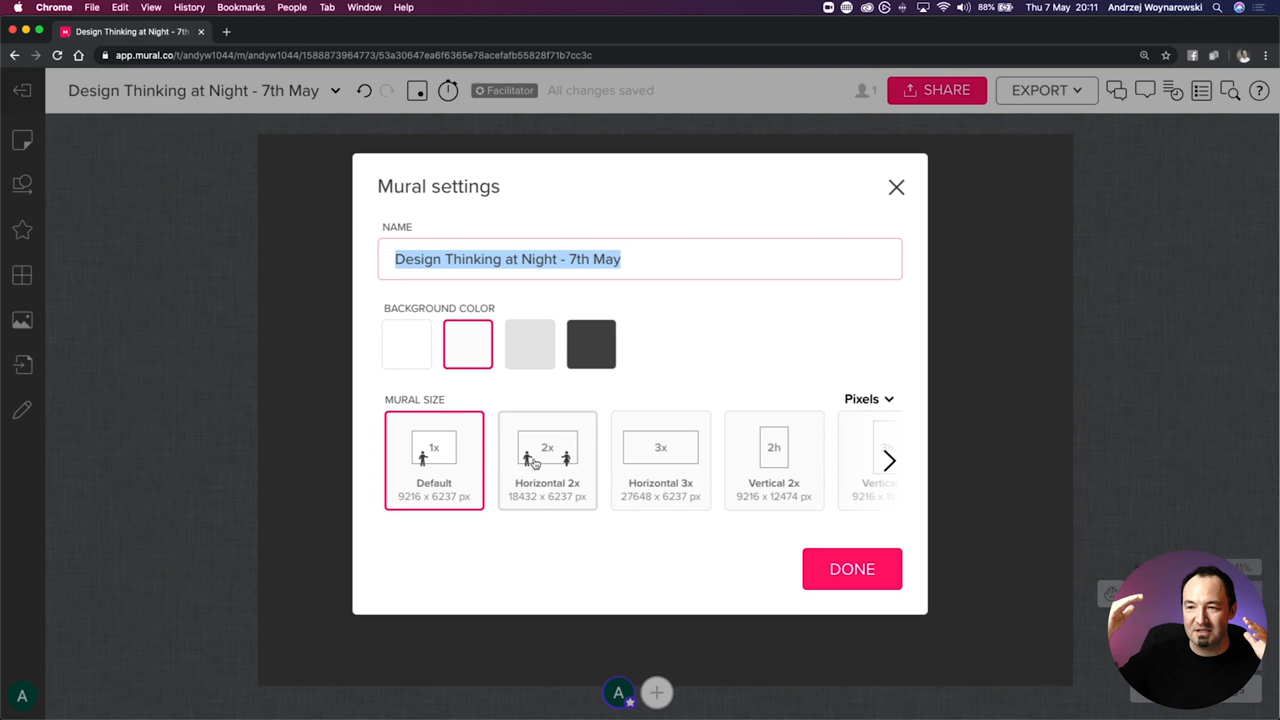 Chrome File Edit View History Bookmarks People Tab Window Help 88% Thu 7 May 20:11 Andrzej Woynarowski
Design Thinking at Night - 7th
app.mural.co/t/andyw1044/m/andyw1044/1588873964773/53a30647ea6f6365e78acefafb55828f71b7cc3c
Design Thinking at Night - 7th May Facilitator All changes saved 1 SHARE EXPORT ?
Mural settings
NAME
Design Thinking at Night - 7th May
BACKGROUND COLOR
MURAL SIZE Pixels
1x 2x 3x 2h
Default Horizontal 2x Horizontal 3x Vertical 2x Vertical
9216 x 6237 px 18432 x 6237 px 27648 x 6237 px 9216 x 12474 px 9216 x
DONE
A A